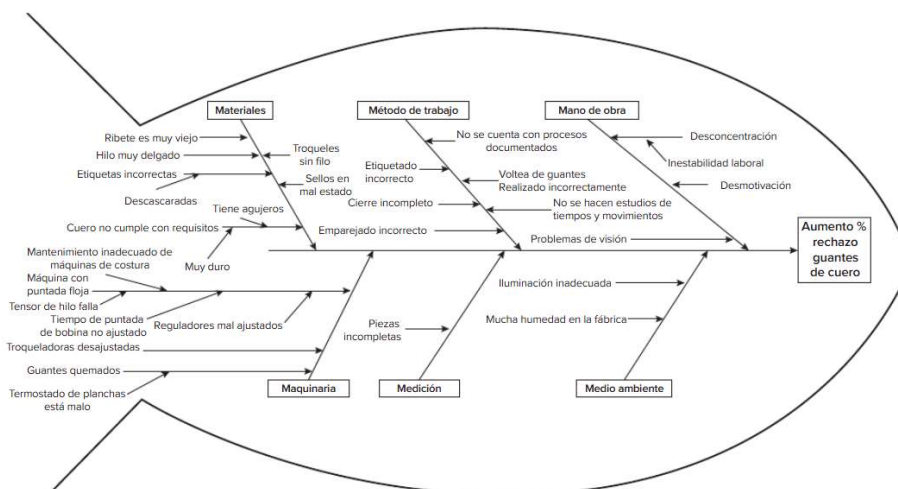 Materiales
Método de trabajo
Mano de obra
Ribete es muy viejo
Hilo muy delgado
Etiquetas incorrectas
Descascaradas
Troqueles
sin filo
Sellos en
mal estado
Tiene agujeros
Cuero no cumple con requisitos
Muy duro
No se cuenta con procesos
documentados
Etiquetado
incorrecto
Voltea de guantes
Realizado incorrectamente
Cierre incompleto
No se hacen estudios de
tiempos y movimientos
Emparejado incorrecto
Desconcentración
Inestabilidad laboral
Desmotivación
Problemas de visión
Aumento %
rechazo
guantes
de cuero
Mantenimiento inadecuado de
máquinas de costura
Máquina con
puntada floja
Tensor de hilo falla
Tiempo de puntada
de bobina no ajustado
Reguladores mal ajustados
Troqueladoras desajustadas
Guantes quemados
Termostado de planchas
está malo
Piezas
incompletas
Iluminación inadecuada
Mucha humedad en la fábrica
Maquinaria
Medición
Medio ambiente